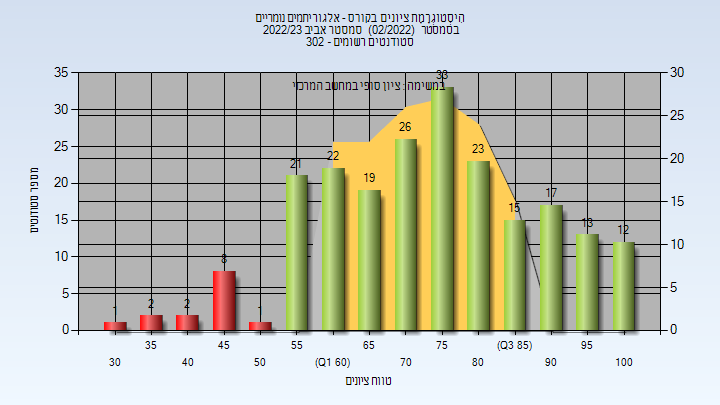 היסטוגרמת ציונים בקורס - אלגוריתמים נומריים
בסמסטר (02/2022) סמסטר אביב 2022/23
סטודנטים רשומים - 302
במשימה : ציון סופי במחשב המרכזי
מספר סטודנטים
35 30 25 20 15 10 5 0
1 2 2 8 1 21 22 19 26 33 23 15 17 13 12
30 25 20 15 10 5 0
35 45 55 65 75 (Q3 85) 95
30 40 50 (Q1 60) 70 80 90 100
טווח ציונים